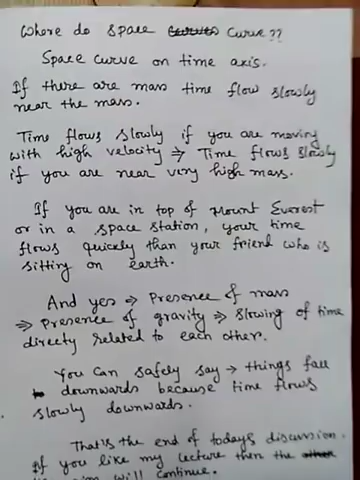 Where do space curve??
Space curve on time axis.
If there are mass time flow slowly
near the mass.
Time flows slowly if you are moving
with high velocity ⇒ Time flows slowly
if you are near very high mass.
If you are in top of Mount Everest
or in a space station, your time
flows quickly than your friend who is
sitting on earth.
And yes ⇒ Presence of mass
⇒ Presence of gravity ⇒ slowing of time
directly related to each other.
You can safely say → things fall
downwards because time flows
slowly downwards.
That's the end of todays discussion.
If you like my lecture then the
will continue.